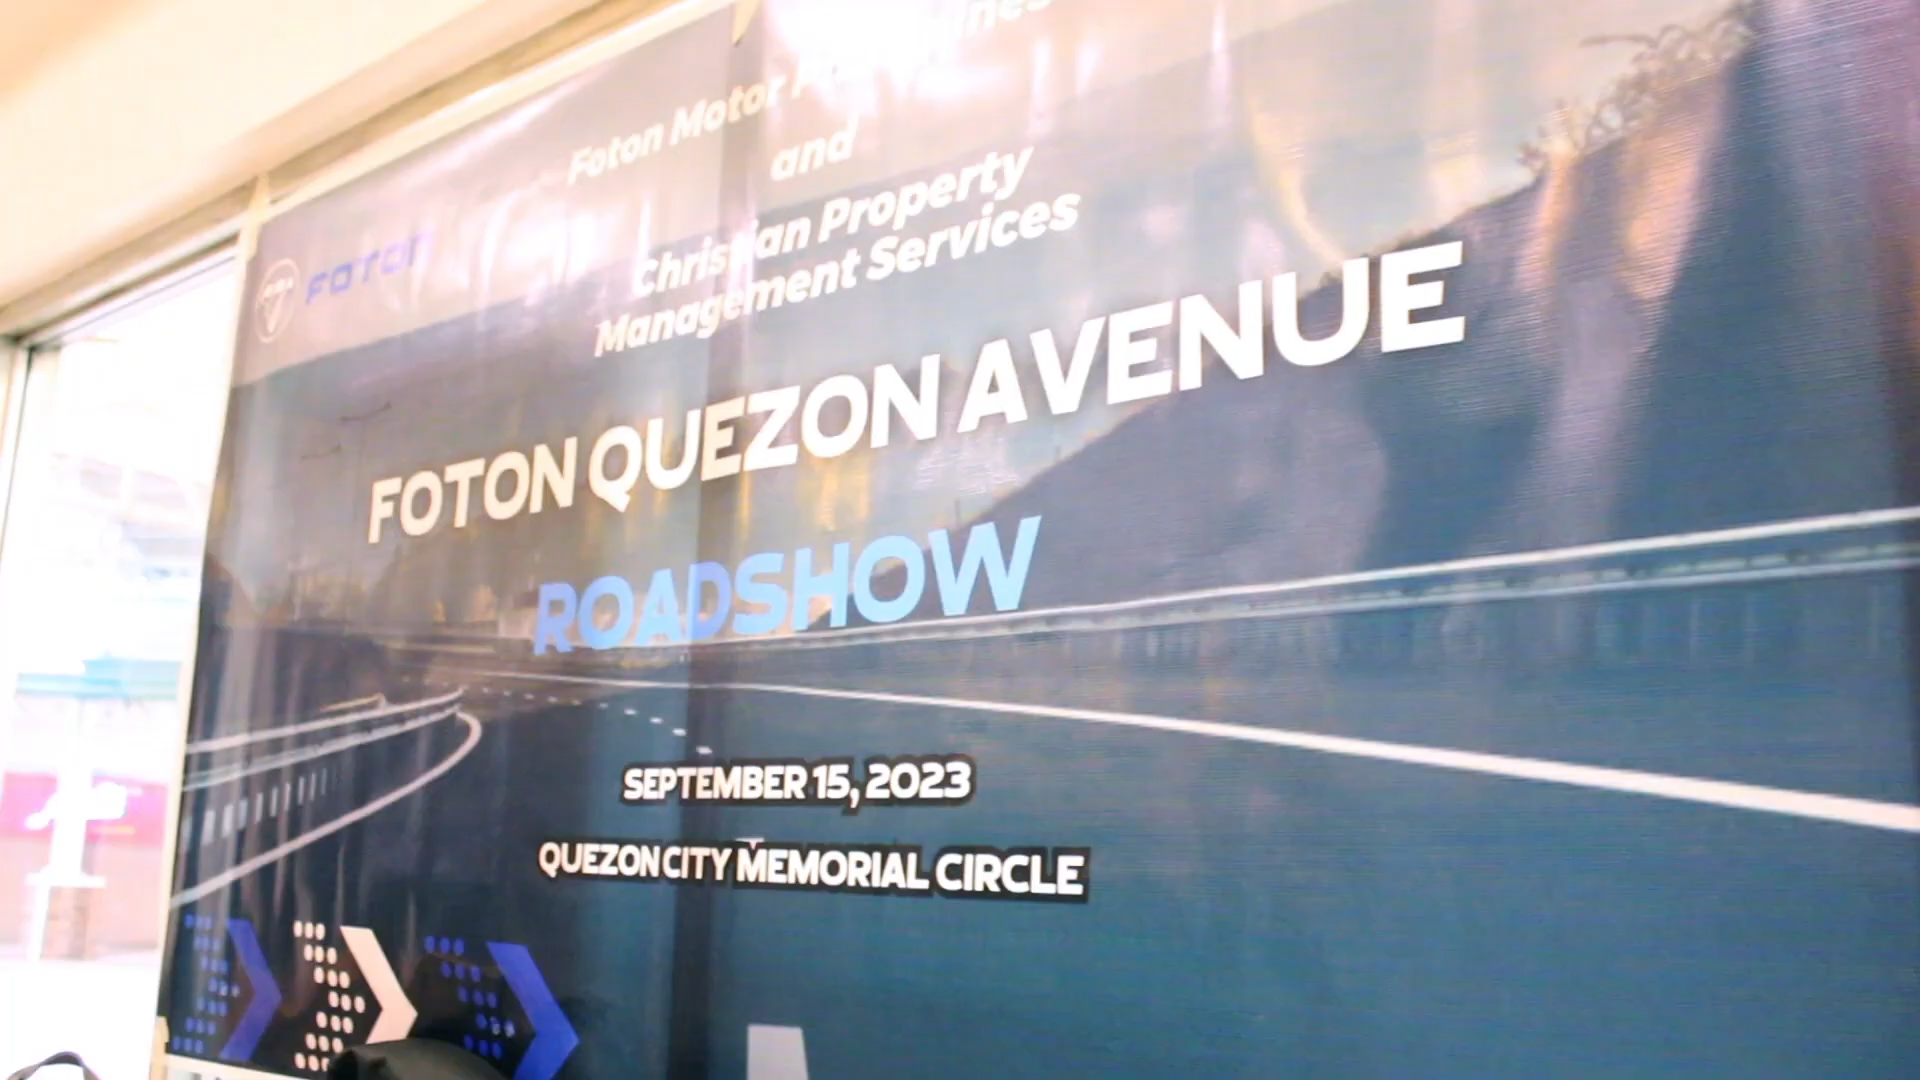 Foton Motor
and
Christian Property
Management Services
FOTON
FOTON QUEZON AVENUE
ROADSHOW
SEPTEMBER 15, 2023
QUEZON CITY MEMORIAL CIRCLE